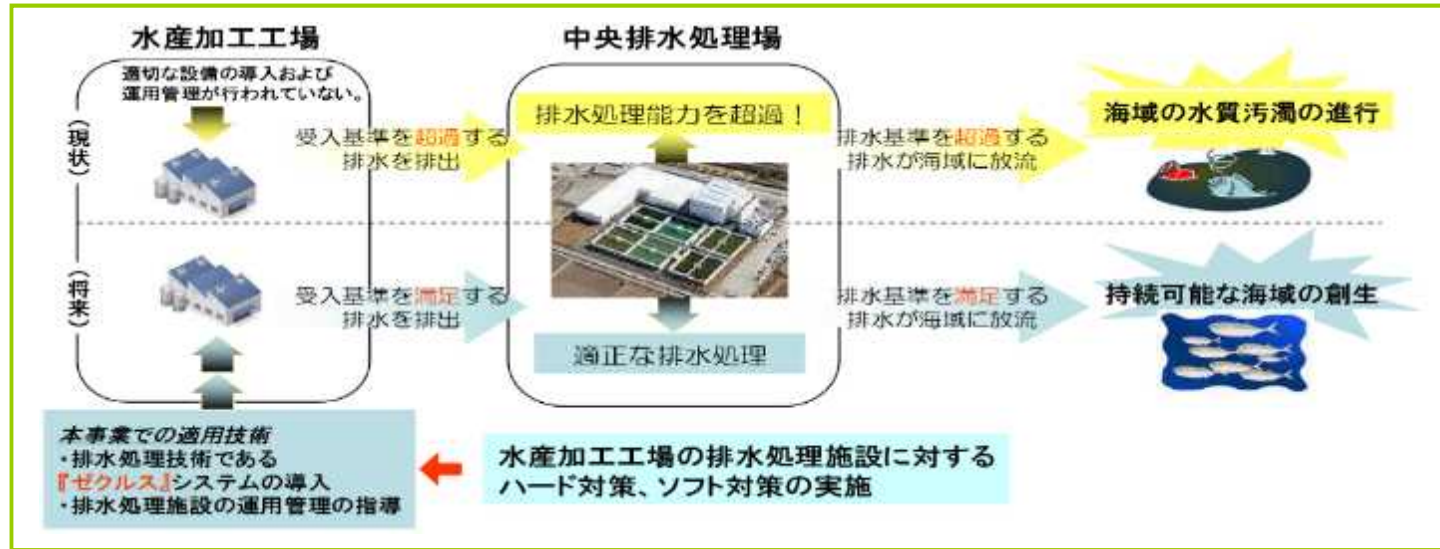 水産加工工場
中央排水処理場
適切な設備の導入および
運用管理が行われていない。
(現状)
受入基準を超過する
排水を排出
排水処理能力を超過！
排水基準を超過する
排水が海域に放流
海域の水質汚濁の進行
(将来)
受入基準を満足する
排水を排出
適正な排水処理
排水基準を満足する
排水が海域に放流
持続可能な海域の創生
本事業での適用技術
・排水処理技術である
『ゼクルス』システムの導入
・排水処理施設の運用管理の指導
水産加工工場の排水処理施設に対する
ハード対策、ソフト対策の実施